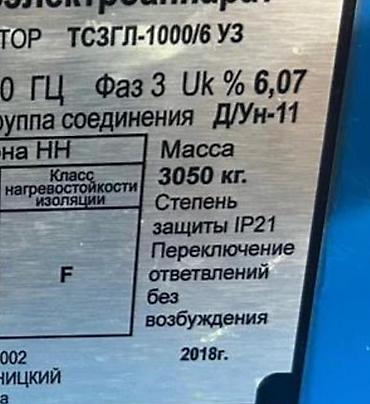 ТОР ТСЗГЛ-1000/6 УЗ
0 ГЦ Фаз 3 Uk % 6,07
руппа соединения Д/Ун-11
на НН
Масса
3050 кг.
Класс
нагревостойкости
изоляции
F
Степень
защиты IP21
Переключение
ответвлений
без
возбуждения
002
2018г.
НИЦКИЙ
а